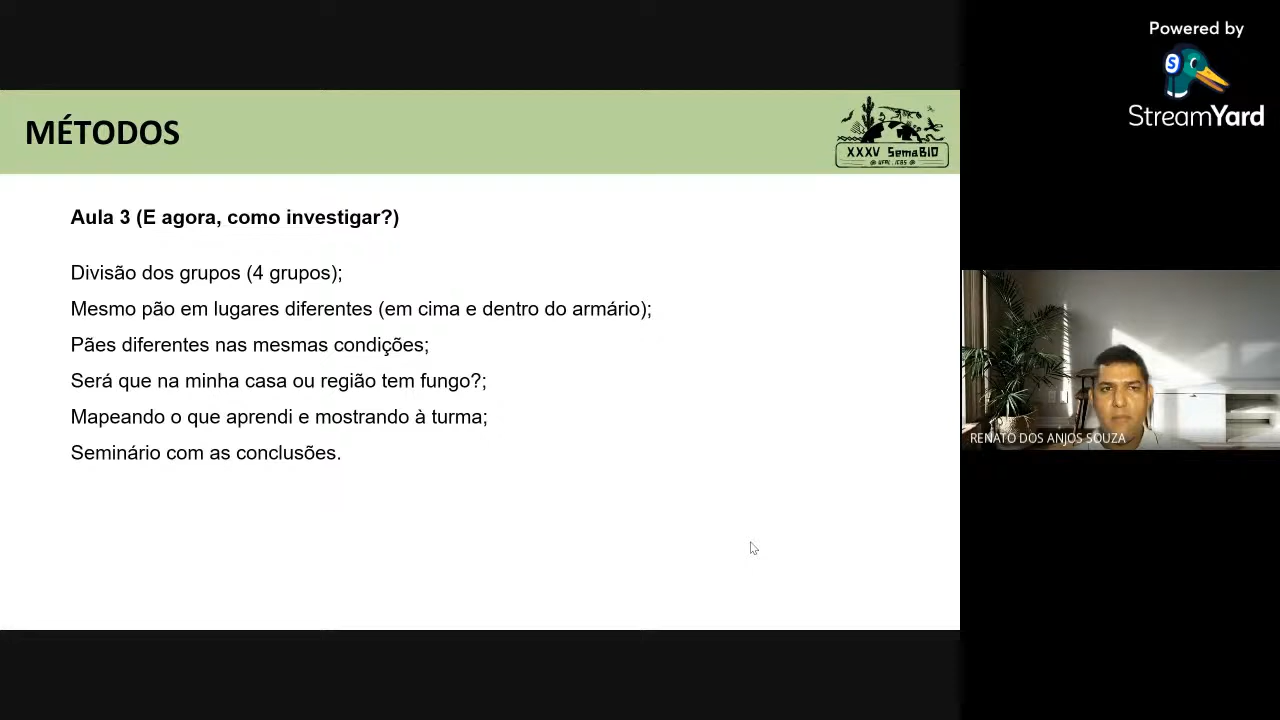 MÉTODOS
XXXV SemaBIO
@ UFAL.ICBS @
Aula 3 (E agora, como investigar?)
Divisão dos grupos (4 grupos);
Mesmo pão em lugares diferentes (em cima e dentro do armário);
Pães diferentes nas mesmas condições;
Será que na minha casa ou região tem fungo?;
Mapeando o que aprendi e mostrando à turma;
Seminário com as conclusões.
Powered by
S
StreamYard
RENATO DOS ANJOS SOUZA